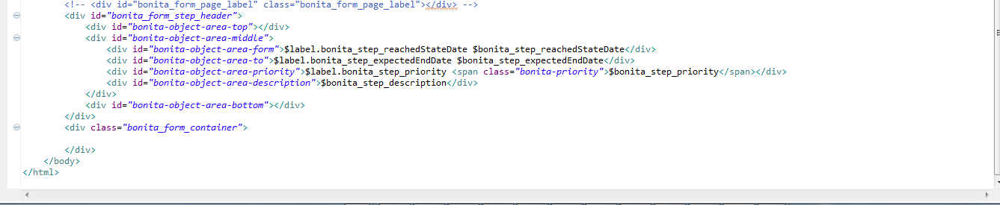 <!-- <div id="bonita_form_page_label" class="bonita_form_page_label"></div> -->
<div id="bonita_form_step_header">
<div id="bonita-object-area-top"></div>
<div id="bonita-object-area-middle">
<div id="bonita-object-area-form">$label.bonita_step_reachedStateDate $bonita_step_reachedStateDate</div>
<div id="bonita-object-area-to">$label.bonita_step_expectedEndDate $bonita_step_expectedEndDate</div>
<div id="bonita-object-area-priority">$label.bonita_step_priority <span class="bonita-priority">$bonita_step_priority</span></div>
<div id="bonita-object-area-description">$bonita_step_description</div>
</div>
<div id="bonita-object-area-bottom"></div>
</div>
<div class="bonita_form_container">
</div>
</body>
</html>